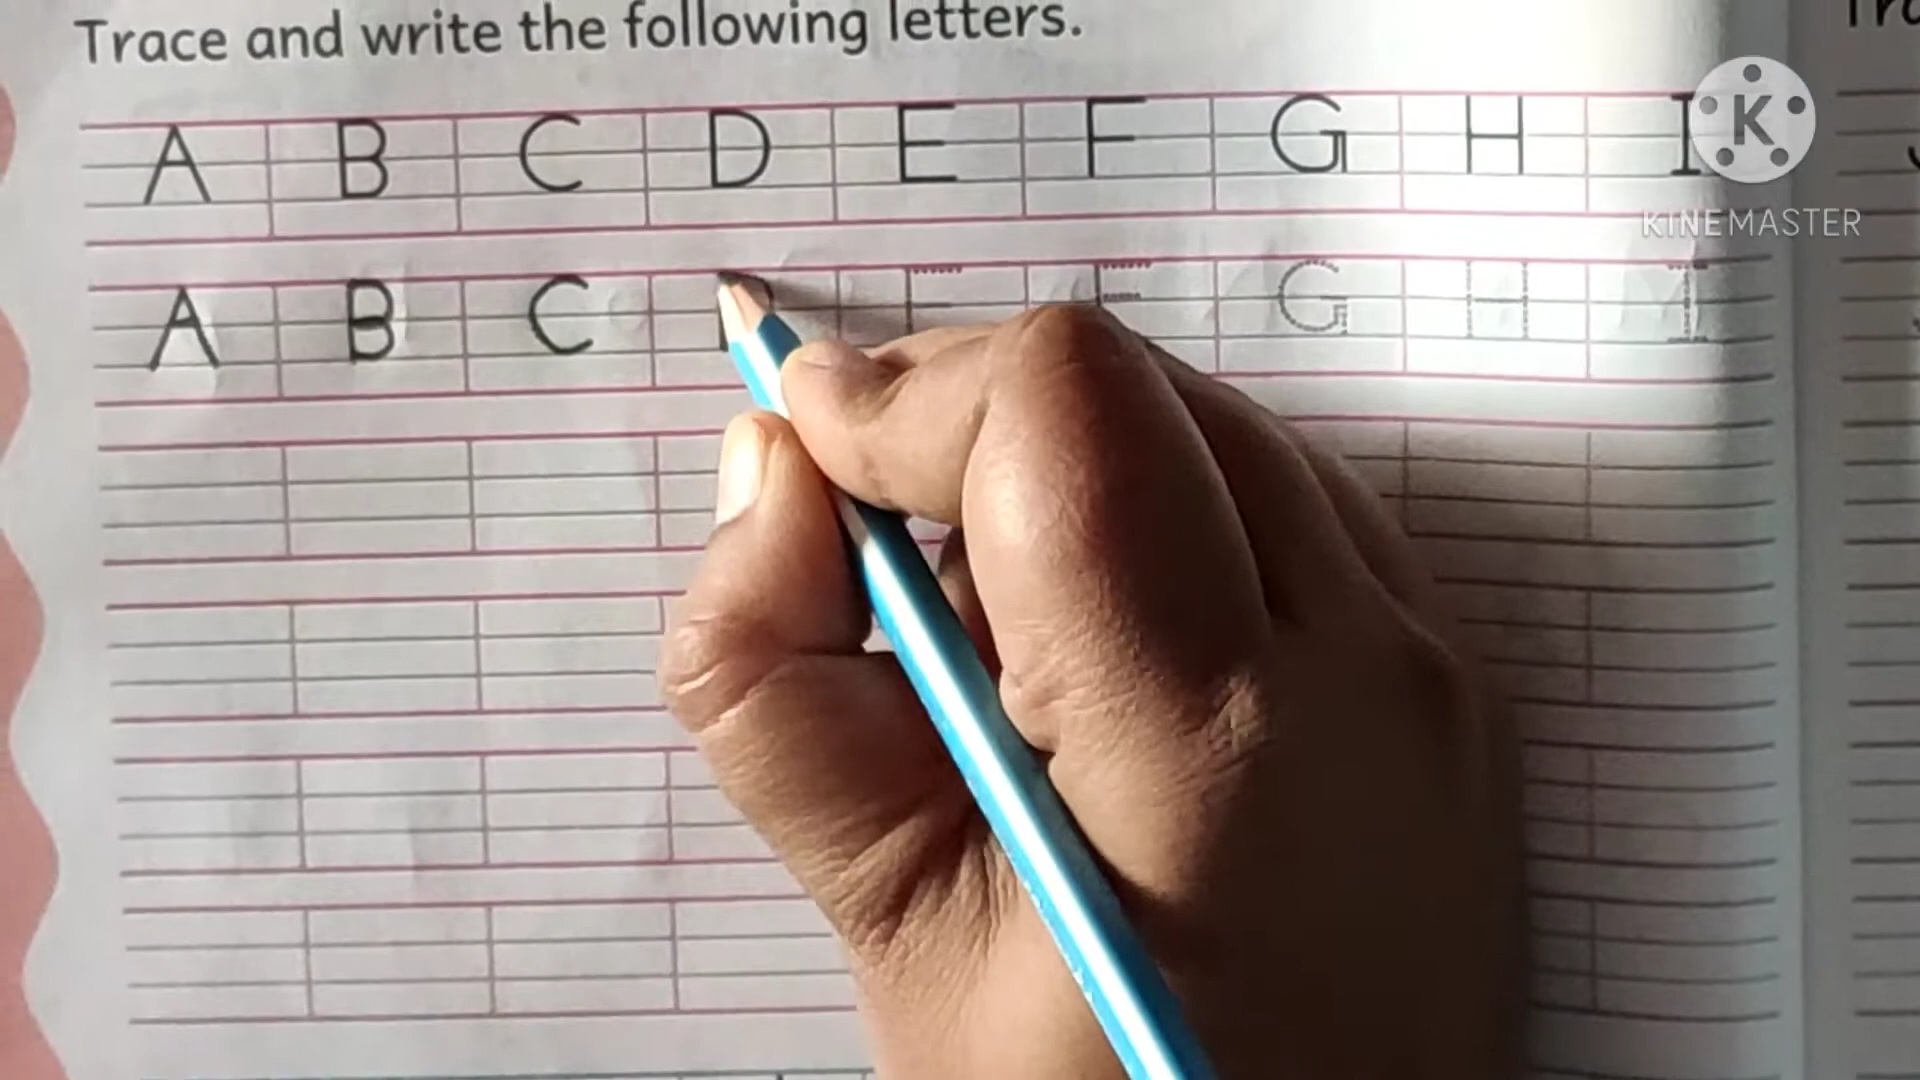 Trace and write the following letters.
A B C D E F G H I
K
KINEMASTER
A B C D E F G H I